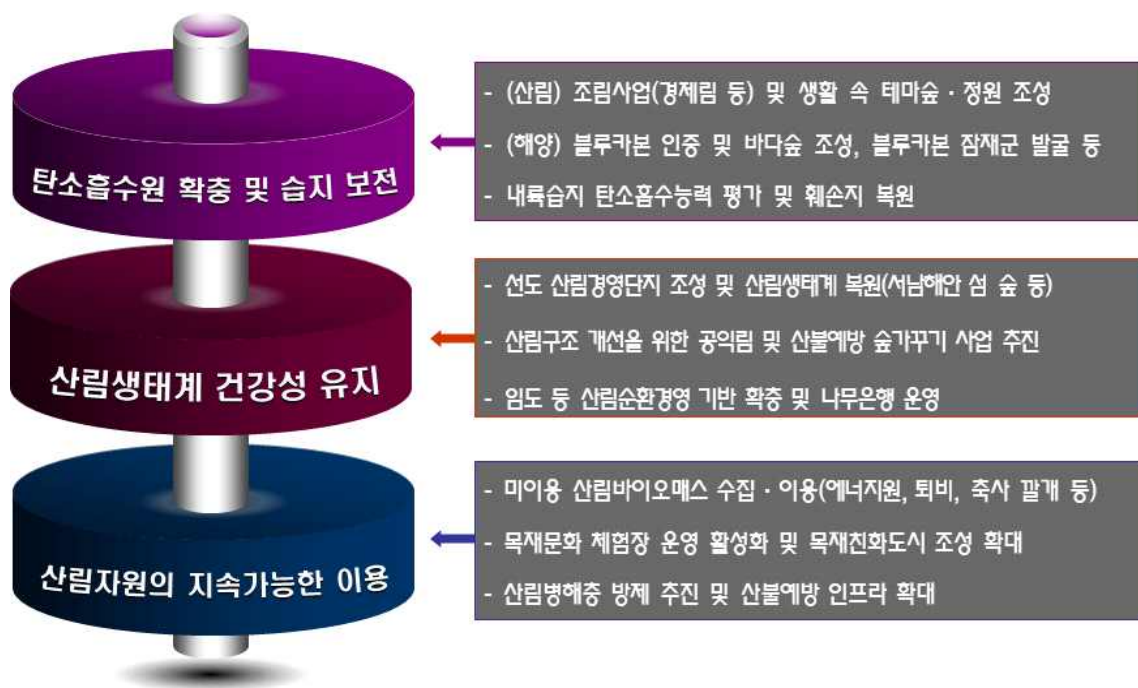 탄소흡수원 확충 및 습지 보전
- (산림) 조림사업(경제림 등) 및 생활 속 테마숲 · 정원 조성
- (해양) 블루카본 인증 및 바다숲 조성, 블루카본 잠재군 발굴 등
- 내륙습지 탄소흡수능력 평가 및 훼손지 복원
산림생태계 건강성 유지
- 선도 산림경영단지 조성 및 산림생태계 복원(서남해안 섬 숲 등)
- 산림구조 개선을 위한 공익림 및 산불예방 숲가꾸기 사업 추진
- 임도 등 산림순환경영 기반 확충 및 나무은행 운영
산림자원의 지속가능한 이용
- 미이용 산림바이오매스 수집 · 이용(에너지원, 퇴비, 축사 깔개 등)
- 목재문화 체험장 운영 활성화 및 목재친화도시 조성 확대
- 산림병해충 방제 추진 및 산불예방 인프라 확대